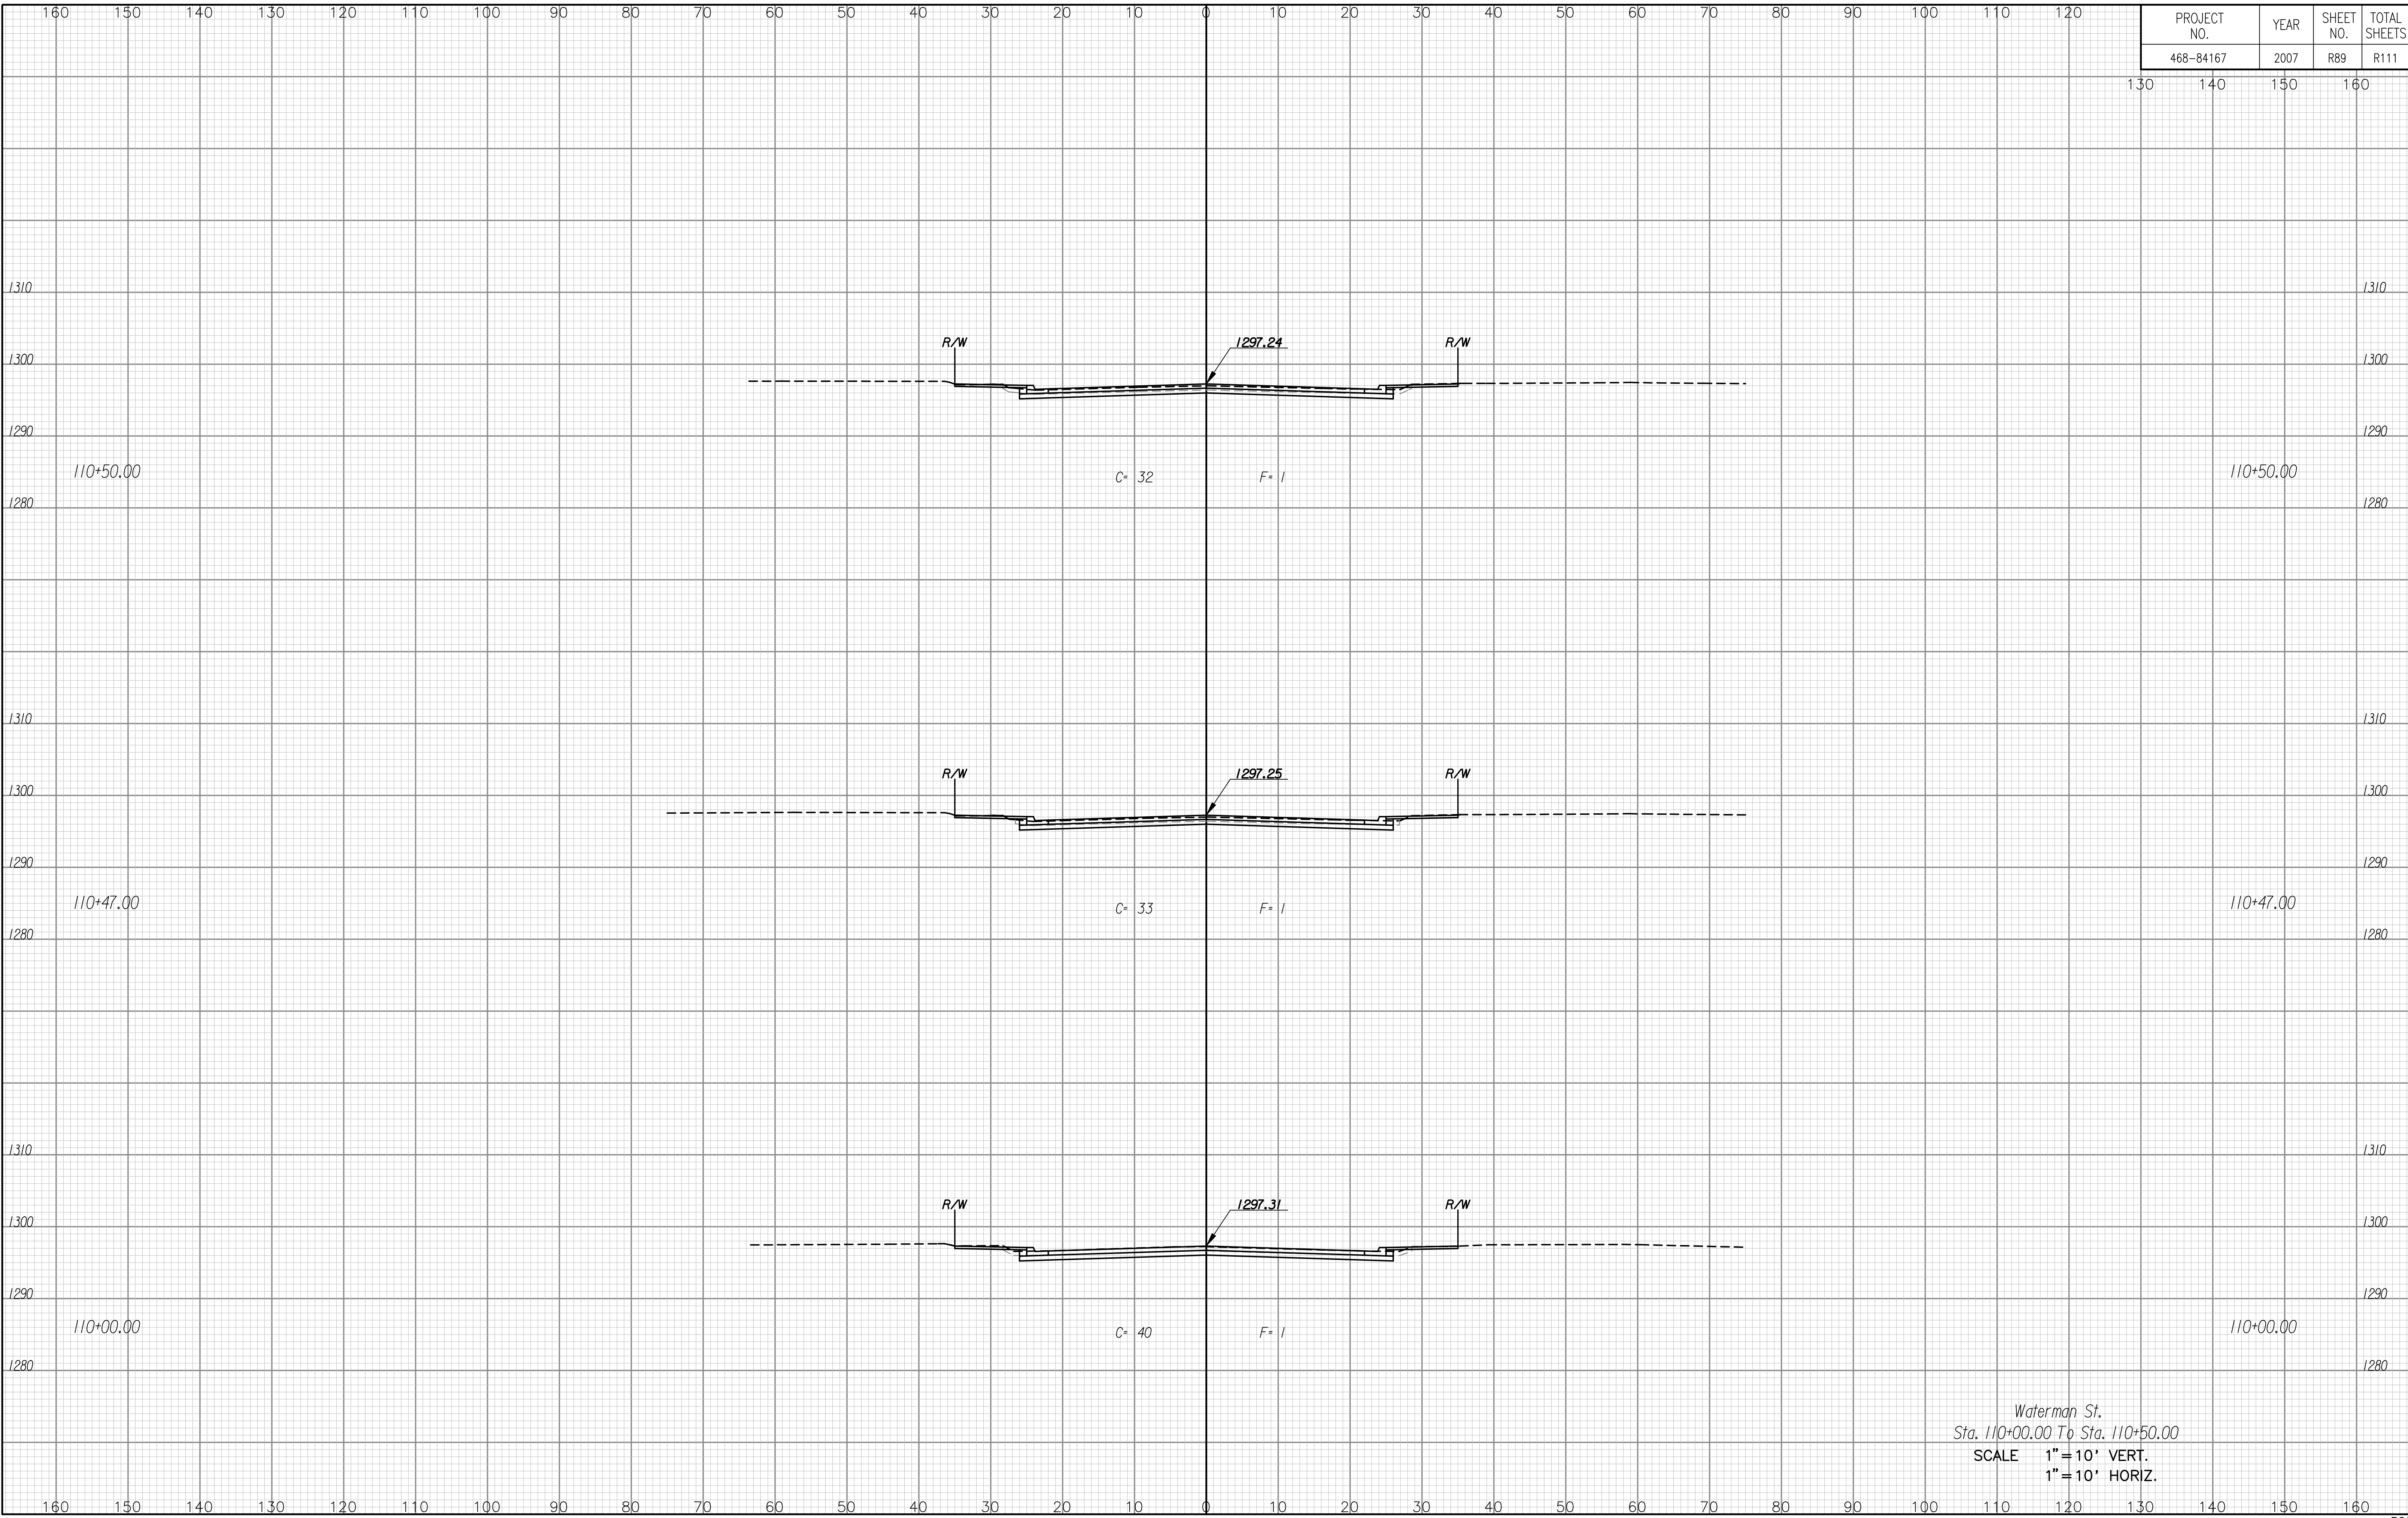 160 150 140 130 120 110 100 90 80 70 60 50 40 30 20 10 0 10 20 30 40 50 60 70 80 90 100 110 120
PROJECT NO. YEAR SHEET NO. TOTAL SHEETS
468-84167 2007 R89 R111
130 140 150 160
1310 1310
R/W 1297.24 R/W
1300 1300
1290 1290
110+50.00 C= 32 F= 1 110+50.00
1280 1280
1310 1310
R/W 1297.25 R/W
1300 1300
1290 1290
110+47.00 C= 33 F= 1 110+47.00
1280 1280
1310 1310
R/W 1297.31 R/W
1300 1300
1290 1290
110+00.00 C= 40 F= 1 110+00.00
1280 1280
Waterman St.
Sta. 110+00.00 To Sta. 110+50.00
SCALE 1"=10' VERT.
1"=10' HORIZ.
160 150 140 130 120 110 100 90 80 70 60 50 40 30 20 10 0 10 20 30 40 50 60 70 80 90 100 110 120 130 140 150 160